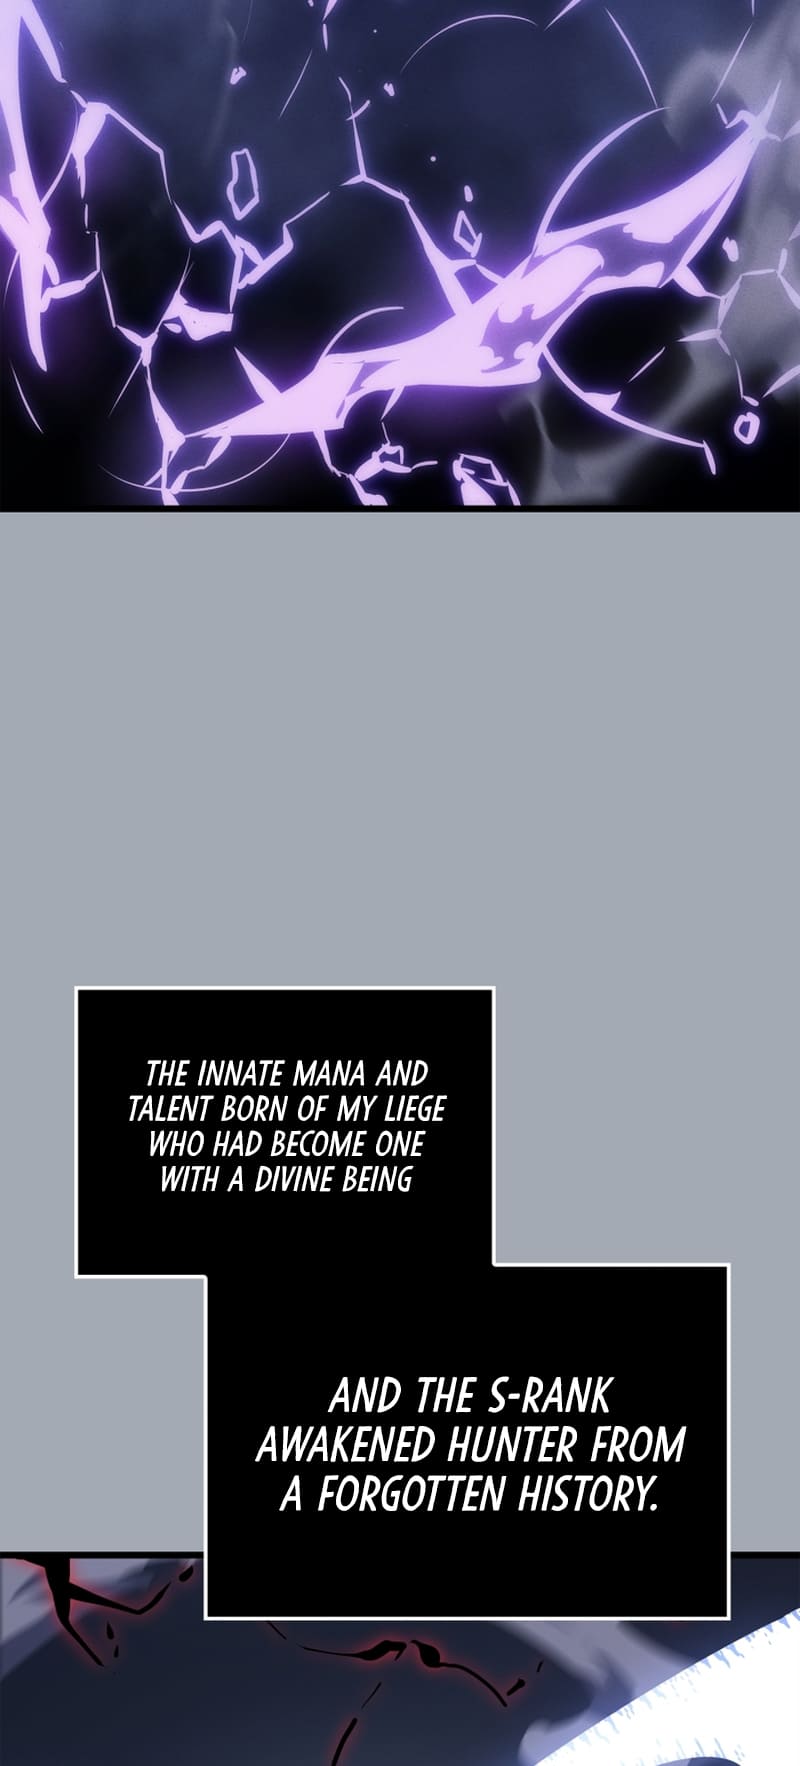 THE INNATE MANA AND
TALENT BORN OF MY LIEGE
WHO HAD BECOME ONE
WITH A DIVINE BEING
AND THE S-RANK
AWAKENED HUNTER FROM
A FORGOTTEN HISTORY.